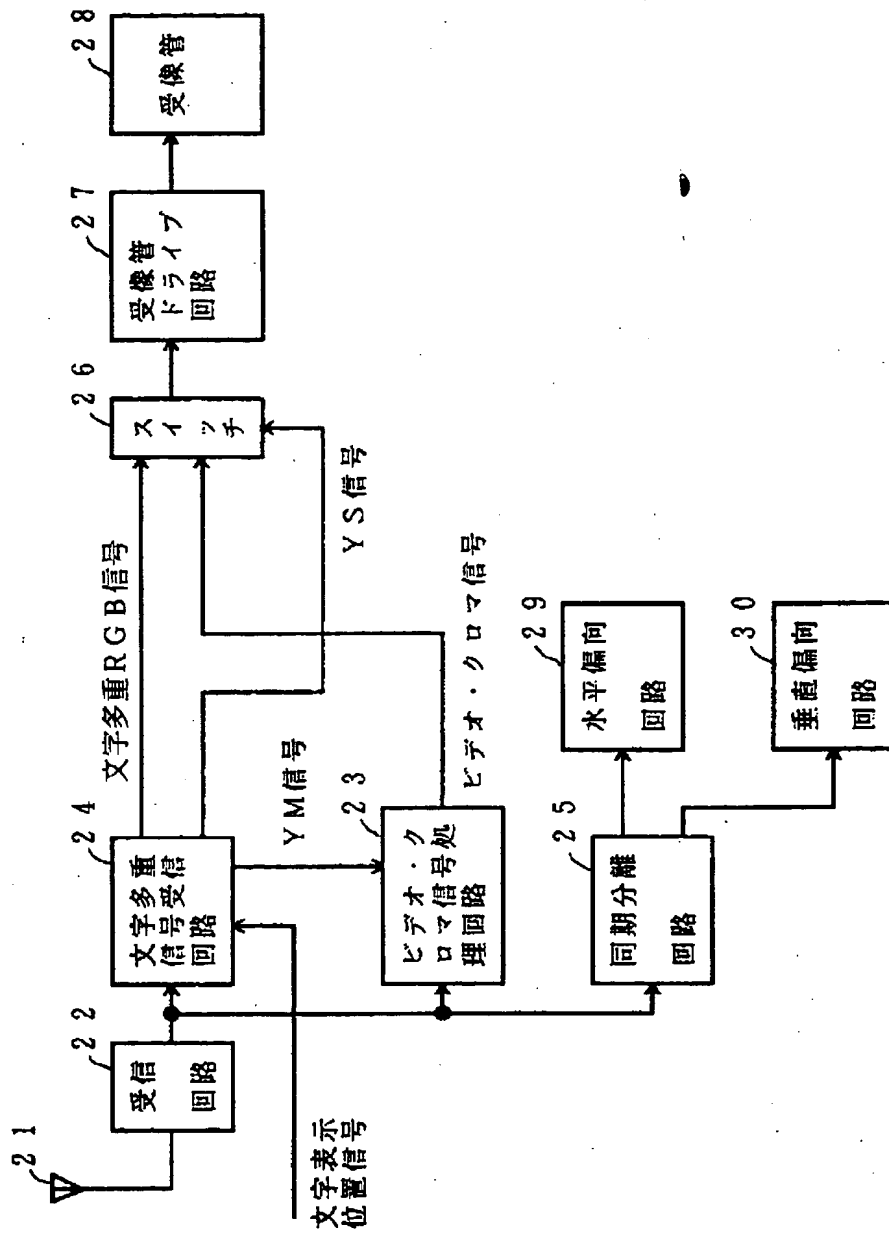 ２１
２２
受信
回路
文字表示
位置信号
２４
文字多重
信号受信
回路
文字多重ＲＧＢ信号
ＹＭ信号
２３
ビデオ・ク
ロマ信号処
理回路
ビデオ・クロマ信号
ＹＳ信号
２５
同期分離
回路
２６
スイ
ッチ
２７
受像管
ドライブ
回路
２８
受像管
２９
水平偏向
回路
３０
垂直偏向
回路